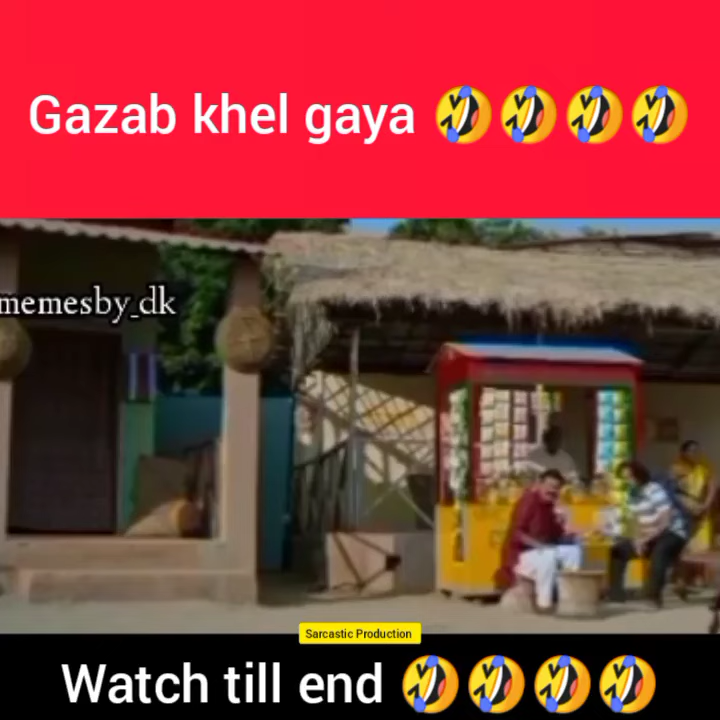 Gazab khel gaya 🤣🤣🤣🤣
memesby_dk
Sarcastic Production
Watch till end 🤣🤣🤣🤣